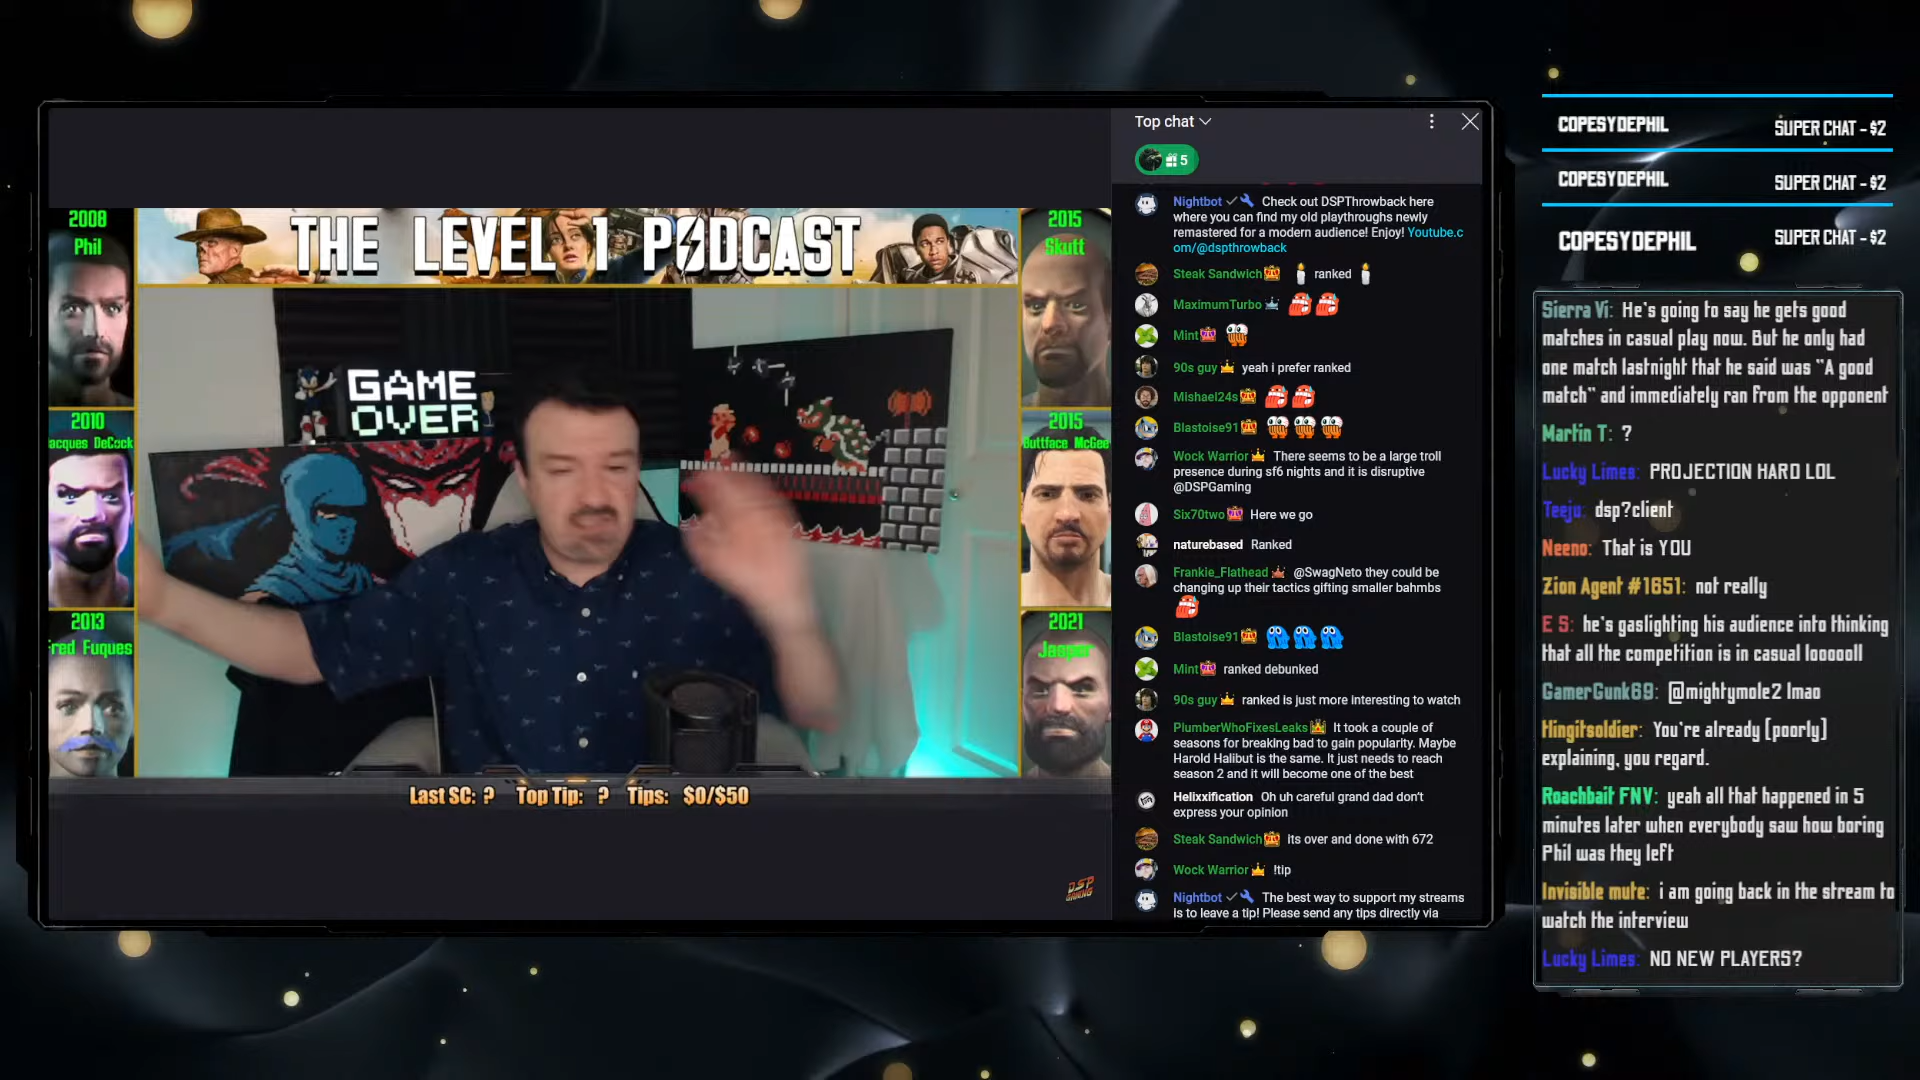 COPESYDEPHIL SUPER CHAT - $2
COPESYDEPHIL SUPER CHAT - $2
COPESYDEPHIL SUPER CHAT - $2
2008
Phil
2010
acques DeCock
2013
red Fuques
THE LEVEL 1 PODCAST
2015
Skutt
2015
Buttface McGee
2021
Jasper
GAME
OVER
Last SC: ? Top Tip: ? Tips: $0/$50
DSP
GAMING
Top chat
5
Nightbot Check out DSPThrowback here
where you can find my old playthroughs newly
remastered for a modern audience! Enjoy! Youtube.c
om/@dspthrowback
Steak Sandwich ranked
MaximumTurbo
Mint
90s guy yeah i prefer ranked
Mishael24s
Blastoise91
Wock Warrior There seems to be a large troll
presence during sf6 nights and it is disruptive
@DSPGaming
Six70two Here we go
naturebased Ranked
Frankie_Flathead @SwagNeto they could be
changing up their tactics gifting smaller bahmbs
Blastoise91
Mint ranked debunked
90s guy ranked is just more interesting to watch
PlumberWhoFixesLeaks It took a couple of
seasons for breaking bad to gain popularity. Maybe
Harold Halibut is the same. It just needs to reach
season 2 and it will become one of the best
Helixxification Oh uh careful grand dad don't
express your opinion
Steak Sandwich its over and done with 672
Wock Warrior !tip
Nightbot The best way to support my streams
is to leave a tip! Please send any tips directly via
Sierra Vi: He's going to say he gets good
matches in casual play now. But he only had
one match lastnight that he said was "A good
match" and immediately ran from the opponent
Martin T: ?
Lucky Limes: PROJECTION HARD LOL
Teeju: dsp?client
Neeno: That is YOU
Zion Agent #1651: not really
E S: he's gaslighting his audience into thinking
that all the competition is in casual loooooll
GamerGunk69: @mightymole2 lmao
Hingitsoldier: You're already [poorly]
explaining, you regard.
Roachbait FNV: yeah all that happened in 5
minutes later when everybody saw how boring
Phil was they left
Invisible mute: i am going back in the stream to
watch the interview
Lucky Limes: NO NEW PLAYERS?